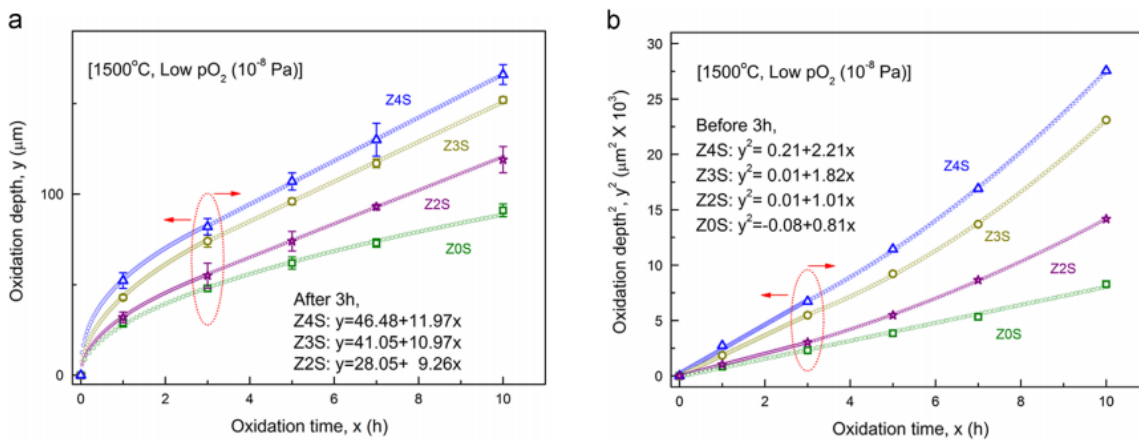 a
[1500°C, Low pO₂ (10⁻⁸ Pa)]
Z4S
Z3S
Z2S
Z0S
After 3h,
Z4S: y=46.48+11.97x
Z3S: y=41.05+10.97x
Z2S: y=28.05+ 9.26x
100
0
0 2 4 6 8 10
Oxidation depth, y (μm)
Oxidation time, x (h)
b
[1500°C, Low pO₂ (10⁻⁸ Pa)]
Before 3h,
Z4S: y²= 0.21+2.21x
Z3S: y²= 0.01+1.82x
Z2S: y²= 0.01+1.01x
Z0S: y²=-0.08+0.81x
Z4S
Z3S
Z2S
Z0S
30
25
20
15
10
5
0
0 2 4 6 8 10
Oxidation depth², y² (μm² X 10³)
Oxidation time, x (h)